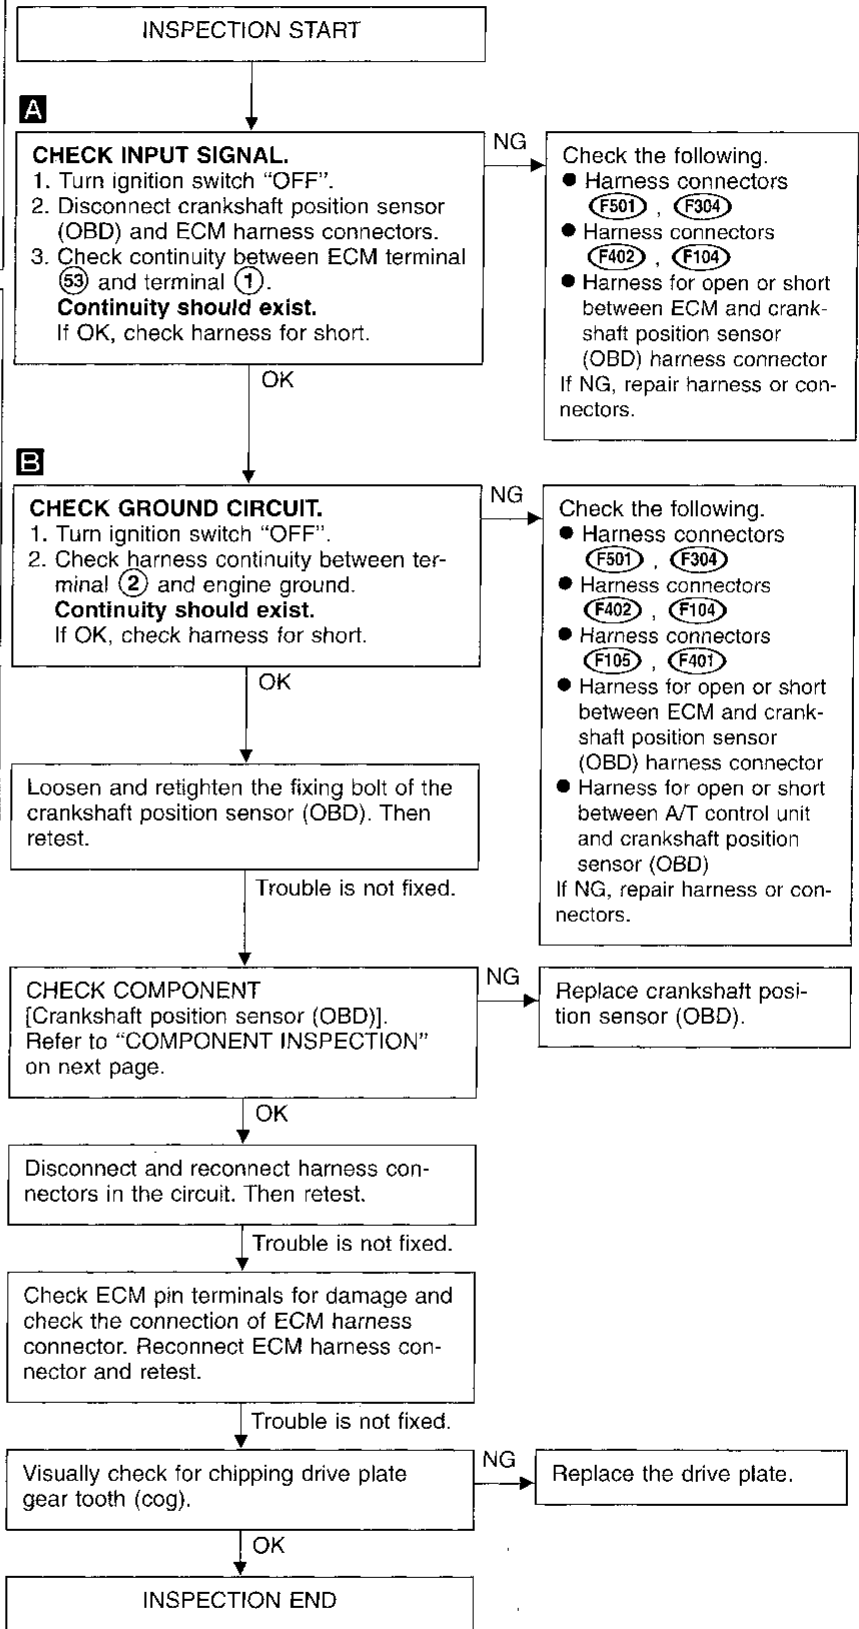 INSPECTION START
A
CHECK INPUT SIGNAL.
1. Turn ignition switch “OFF”.
2. Disconnect crankshaft position sensor
(OBD) and ECM harness connectors.
3. Check continuity between ECM terminal
53 and terminal 1.
Continuity should exist.
If OK, check harness for short.
NG
Check the following.
● Harness connectors
F501 , F304
● Harness connectors
F402 , F104
● Harness for open or short
between ECM and crank-
shaft position sensor
(OBD) harness connector
If NG, repair harness or con-
nectors.
OK
B
CHECK GROUND CIRCUIT.
1. Turn ignition switch “OFF”.
2. Check harness continuity between ter-
minal 2 and engine ground.
Continuity should exist.
If OK, check harness for short.
NG
Check the following.
● Harness connectors
F501 , F304
● Harness connectors
F402 , F104
● Harness connectors
F105 , F401
● Harness for open or short
between ECM and crank-
shaft position sensor
(OBD) harness connector
● Harness for open or short
between A/T control unit
and crankshaft position
sensor (OBD)
If NG, repair harness or con-
nectors.
OK
Loosen and retighten the fixing bolt of the
crankshaft position sensor (OBD). Then
retest.
Trouble is not fixed.
CHECK COMPONENT
[Crankshaft position sensor (OBD)].
Refer to “COMPONENT INSPECTION”
on next page.
NG
Replace crankshaft posi-
tion sensor (OBD).
OK
Disconnect and reconnect harness con-
nectors in the circuit. Then retest.
Trouble is not fixed.
Check ECM pin terminals for damage and
check the connection of ECM harness
connector. Reconnect ECM harness con-
nector and retest.
Trouble is not fixed.
Visually check for chipping drive plate
gear tooth (cog).
NG
Replace the drive plate.
OK
INSPECTION END